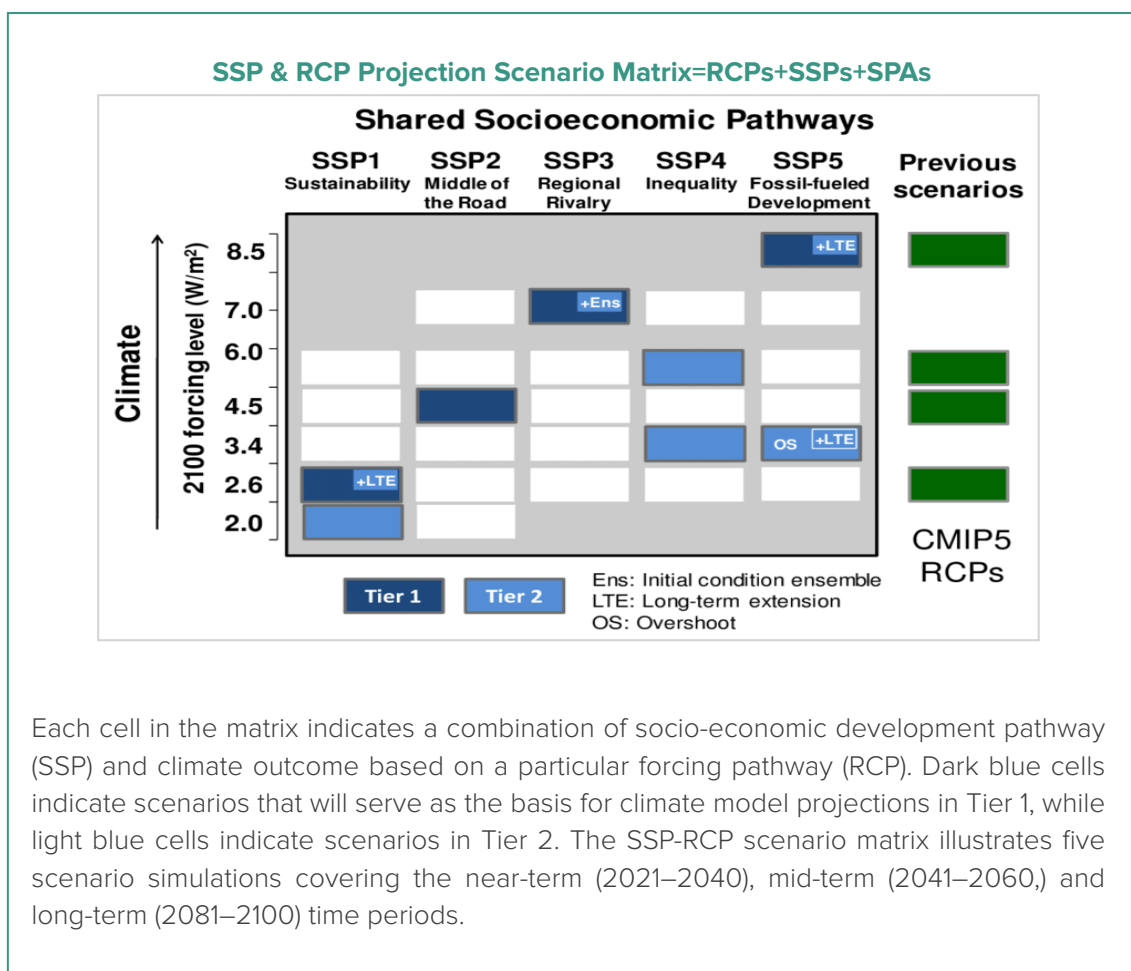 SSP & RCP Projection Scenario Matrix=RCPs+SSPs+SPAs
Shared Socioeconomic Pathways
SSP1 SSP2 SSP3 SSP4 SSP5 Previous
Sustainability Middle of Regional Inequality Fossil-fueled scenarios
the Road Rivalry Development
8.5 +LTE
7.0 +Ens
6.0
4.5
3.4 OS +LTE
2.6 +LTE
2.0
Climate
2100 forcing level (W/m²)
CMIP5
RCPs
Tier 1 Tier 2
Ens: Initial condition ensemble
LTE: Long-term extension
OS: Overshoot
Each cell in the matrix indicates a combination of socio-economic development pathway
(SSP) and climate outcome based on a particular forcing pathway (RCP). Dark blue cells
indicate scenarios that will serve as the basis for climate model projections in Tier 1, while
light blue cells indicate scenarios in Tier 2. The SSP-RCP scenario matrix illustrates five
scenario simulations covering the near-term (2021–2040), mid-term (2041–2060,) and
long-term (2081–2100) time periods.